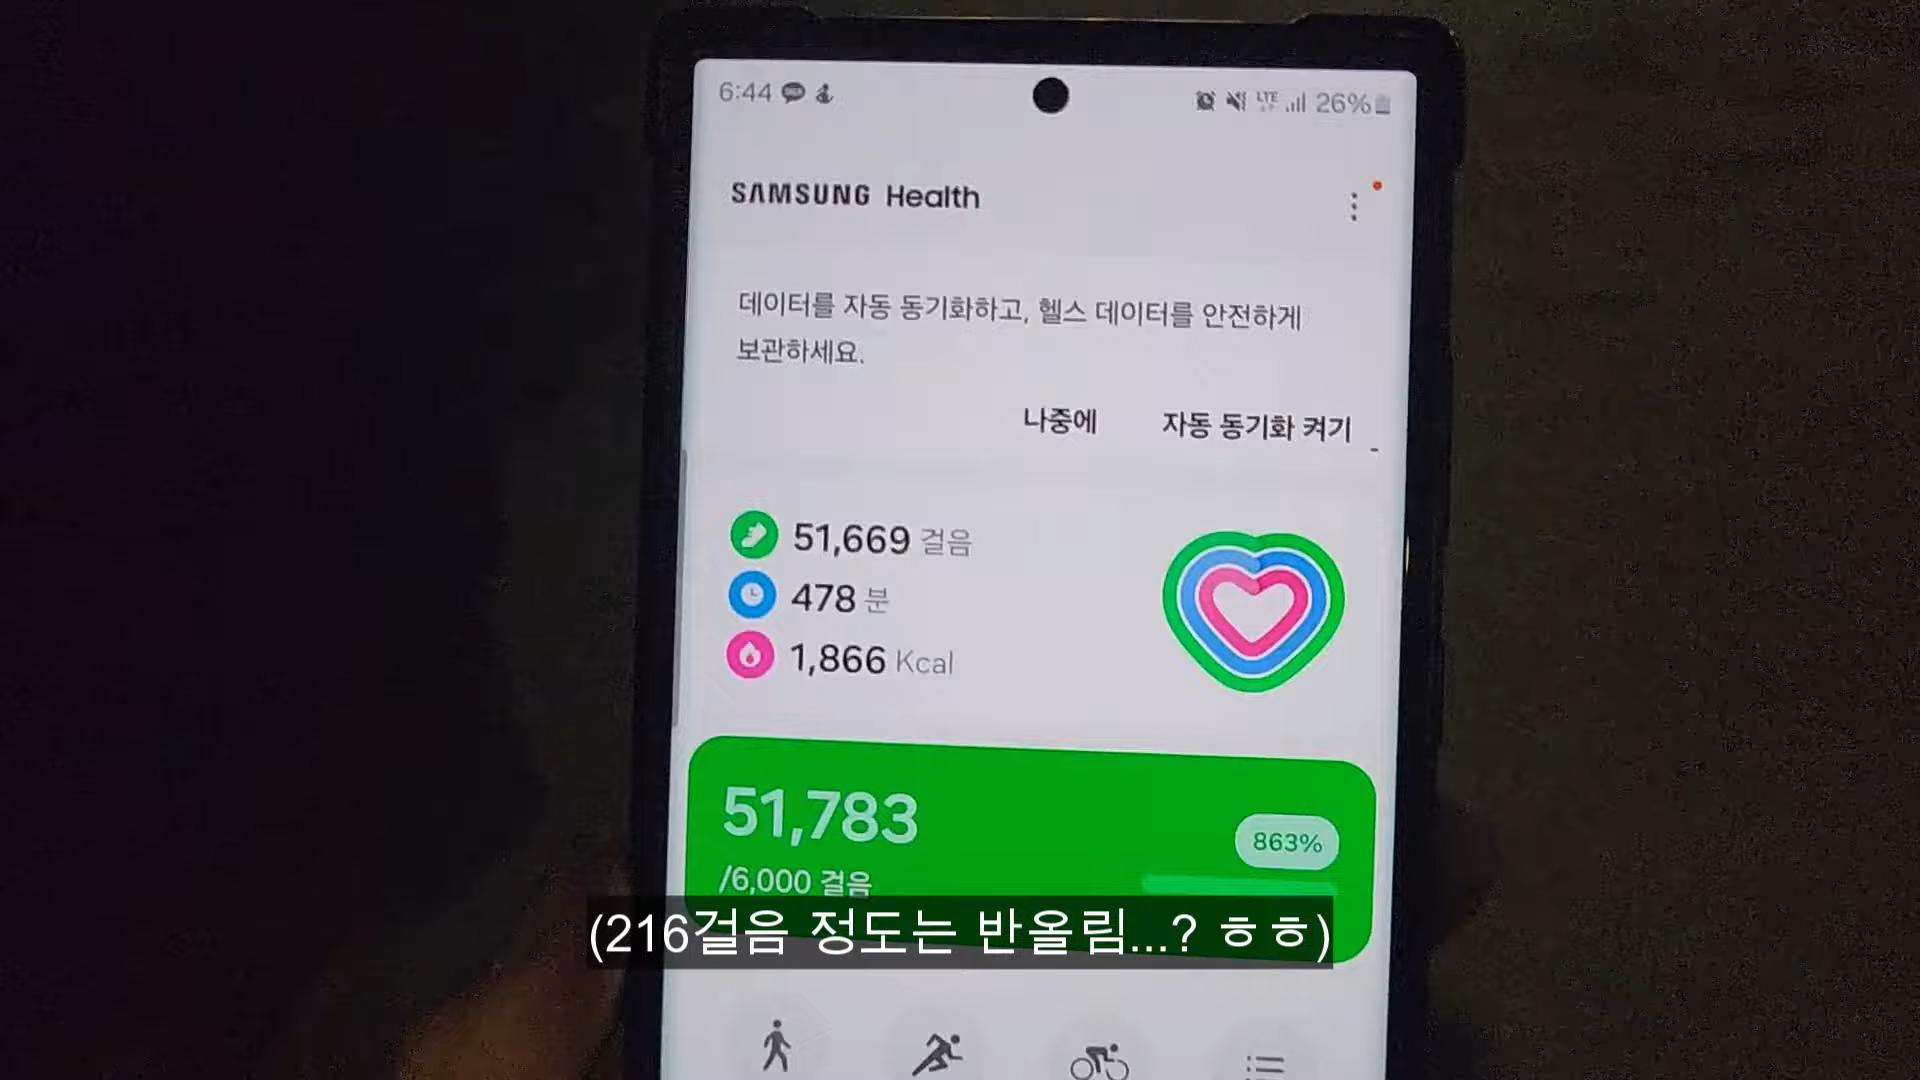 6:44
LTE
26%
SAMSUNG Health
데이터를 자동 동기화하고, 헬스 데이터를 안전하게
보관하세요.
나중에 자동 동기화 켜기
51,669 걸음
478 분
1,866 Kcal
51,783
863%
/6,000 걸음
(216걸음 정도는 반올림...? ㅎㅎ)